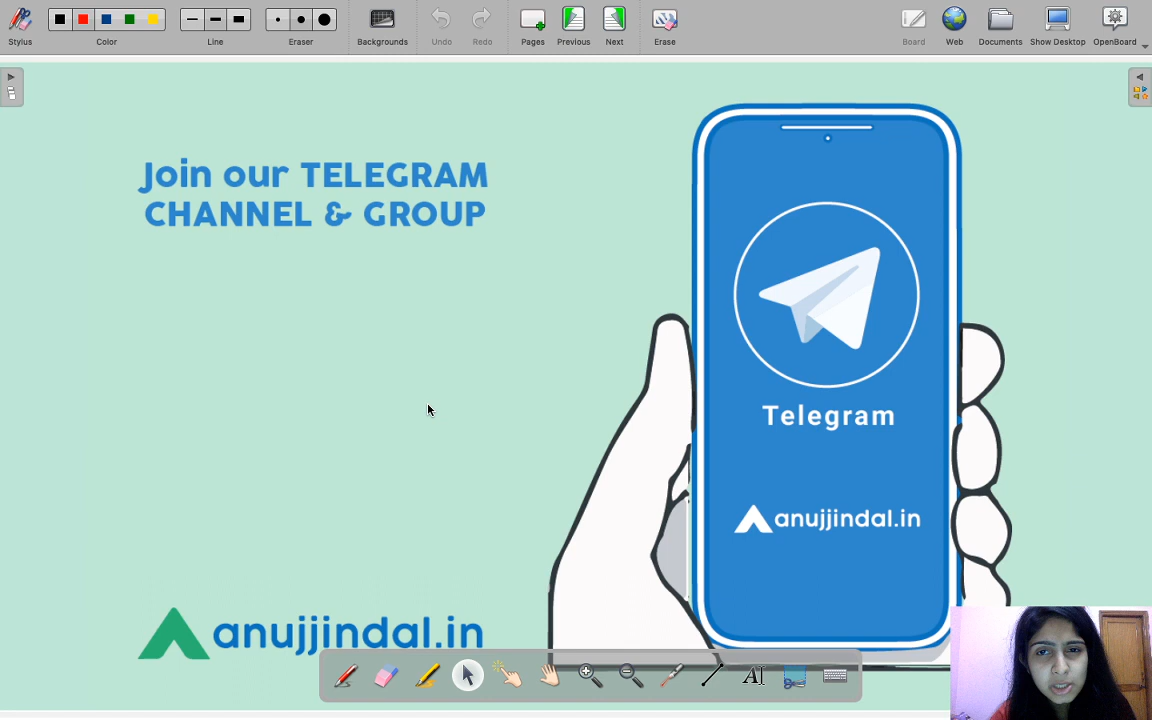 Stylus
Color
Line
Eraser
Backgrounds
Undo
Redo
Pages
Previous
Next
Erase
Board
Web
Documents
Show Desktop
OpenBoard
Join our TELEGRAM
CHANNEL & GROUP
Telegram
anujjindal.in
anujjindal.in
AI